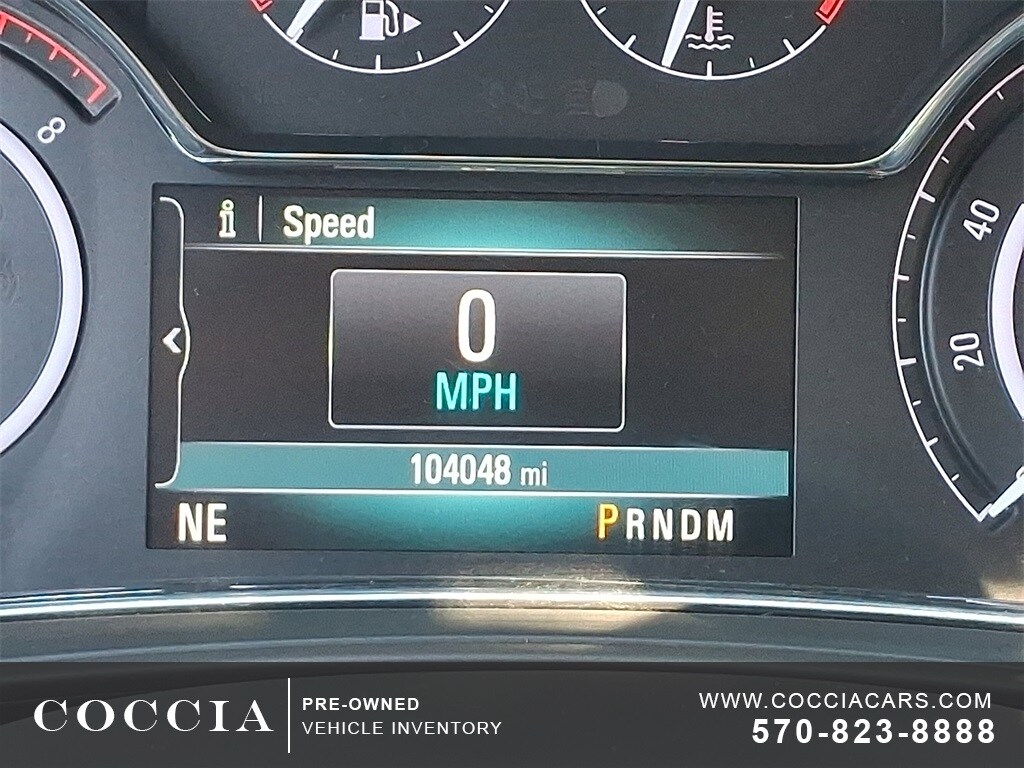 8
i Speed
40
0
MPH
20
104048 mi
NE
PRNDM
COCCIA
PRE-OWNED
VEHICLE INVENTORY
WWW.COCCIACARS.COM
570-823-8888